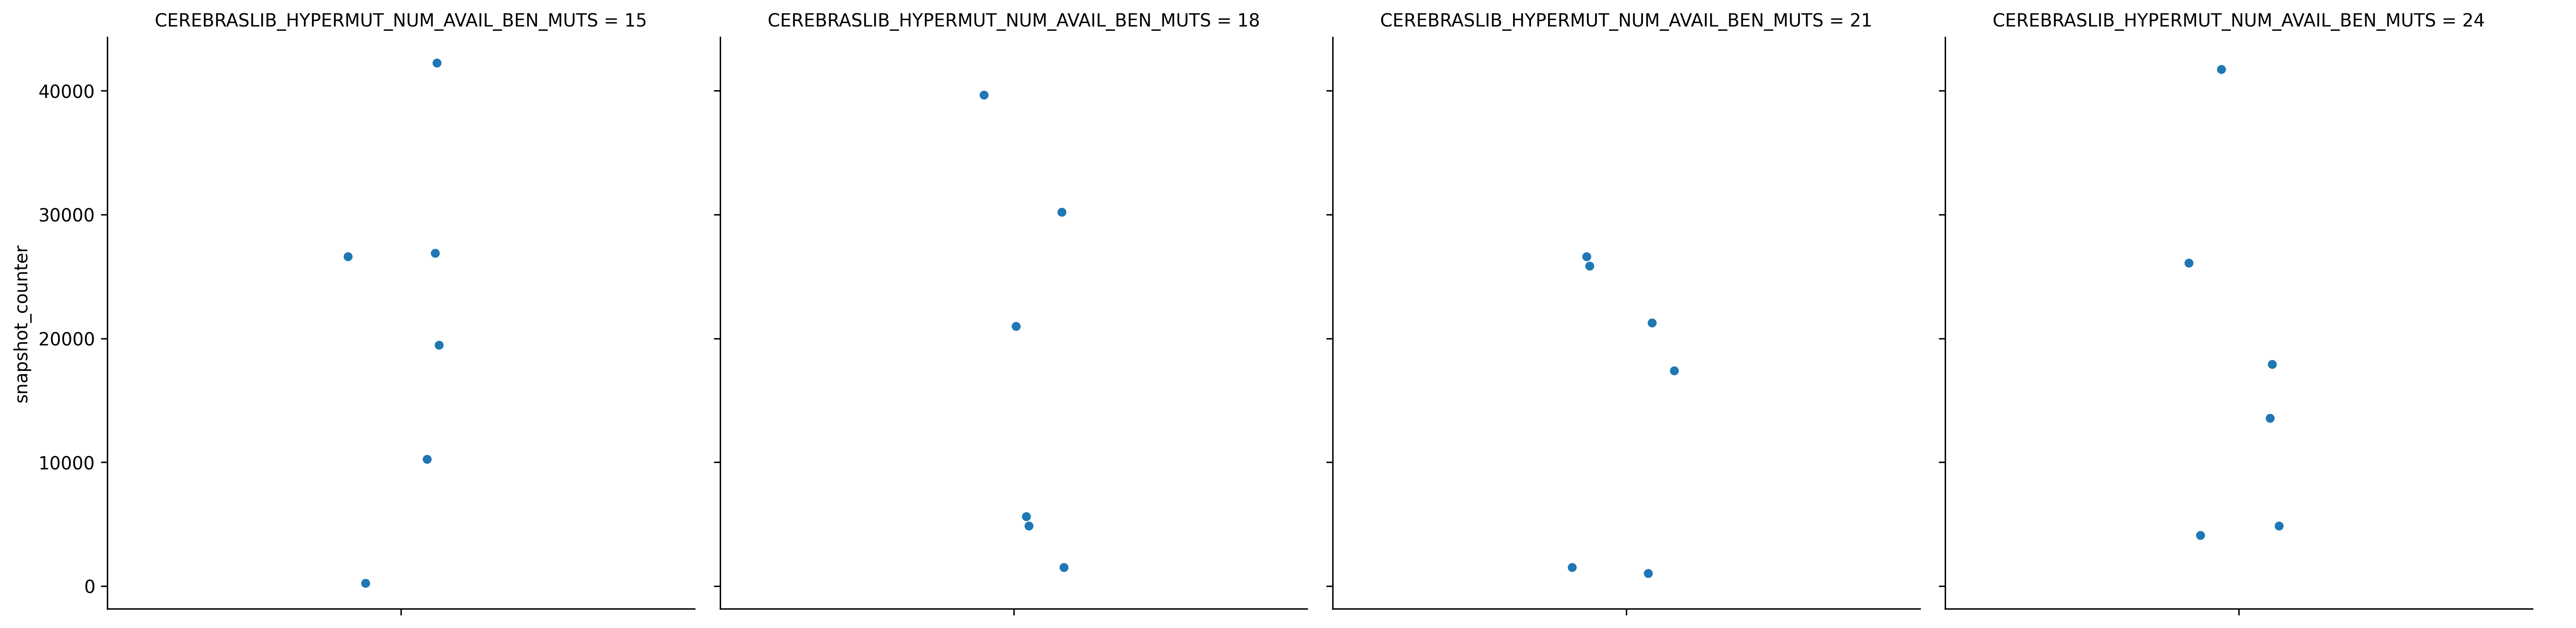 CEREBRASLIB_HYPERMUT_NUM_AVAIL_BEN_MUTS = 15
CEREBRASLIB_HYPERMUT_NUM_AVAIL_BEN_MUTS = 18
CEREBRASLIB_HYPERMUT_NUM_AVAIL_BEN_MUTS = 21
CEREBRASLIB_HYPERMUT_NUM_AVAIL_BEN_MUTS = 24
snapshot_counter
40000
30000
20000
10000
0